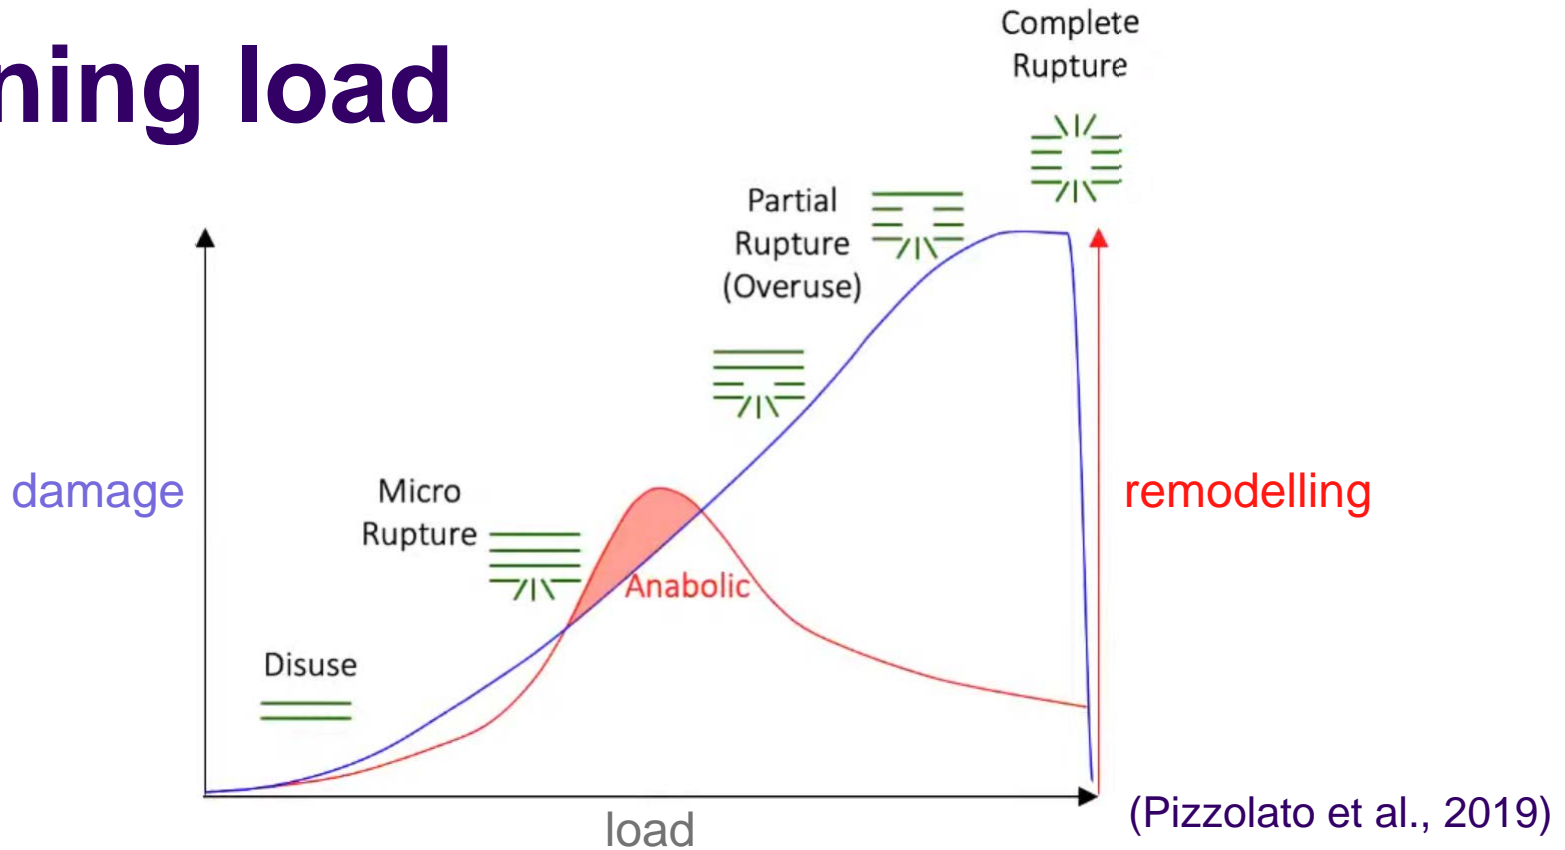 ning load
Complete
Rupture
Partial
Rupture
(Overuse)
damage
Micro
Rupture
remodelling
Anabolic
Disuse
load
(Pizzolato et al., 2019)